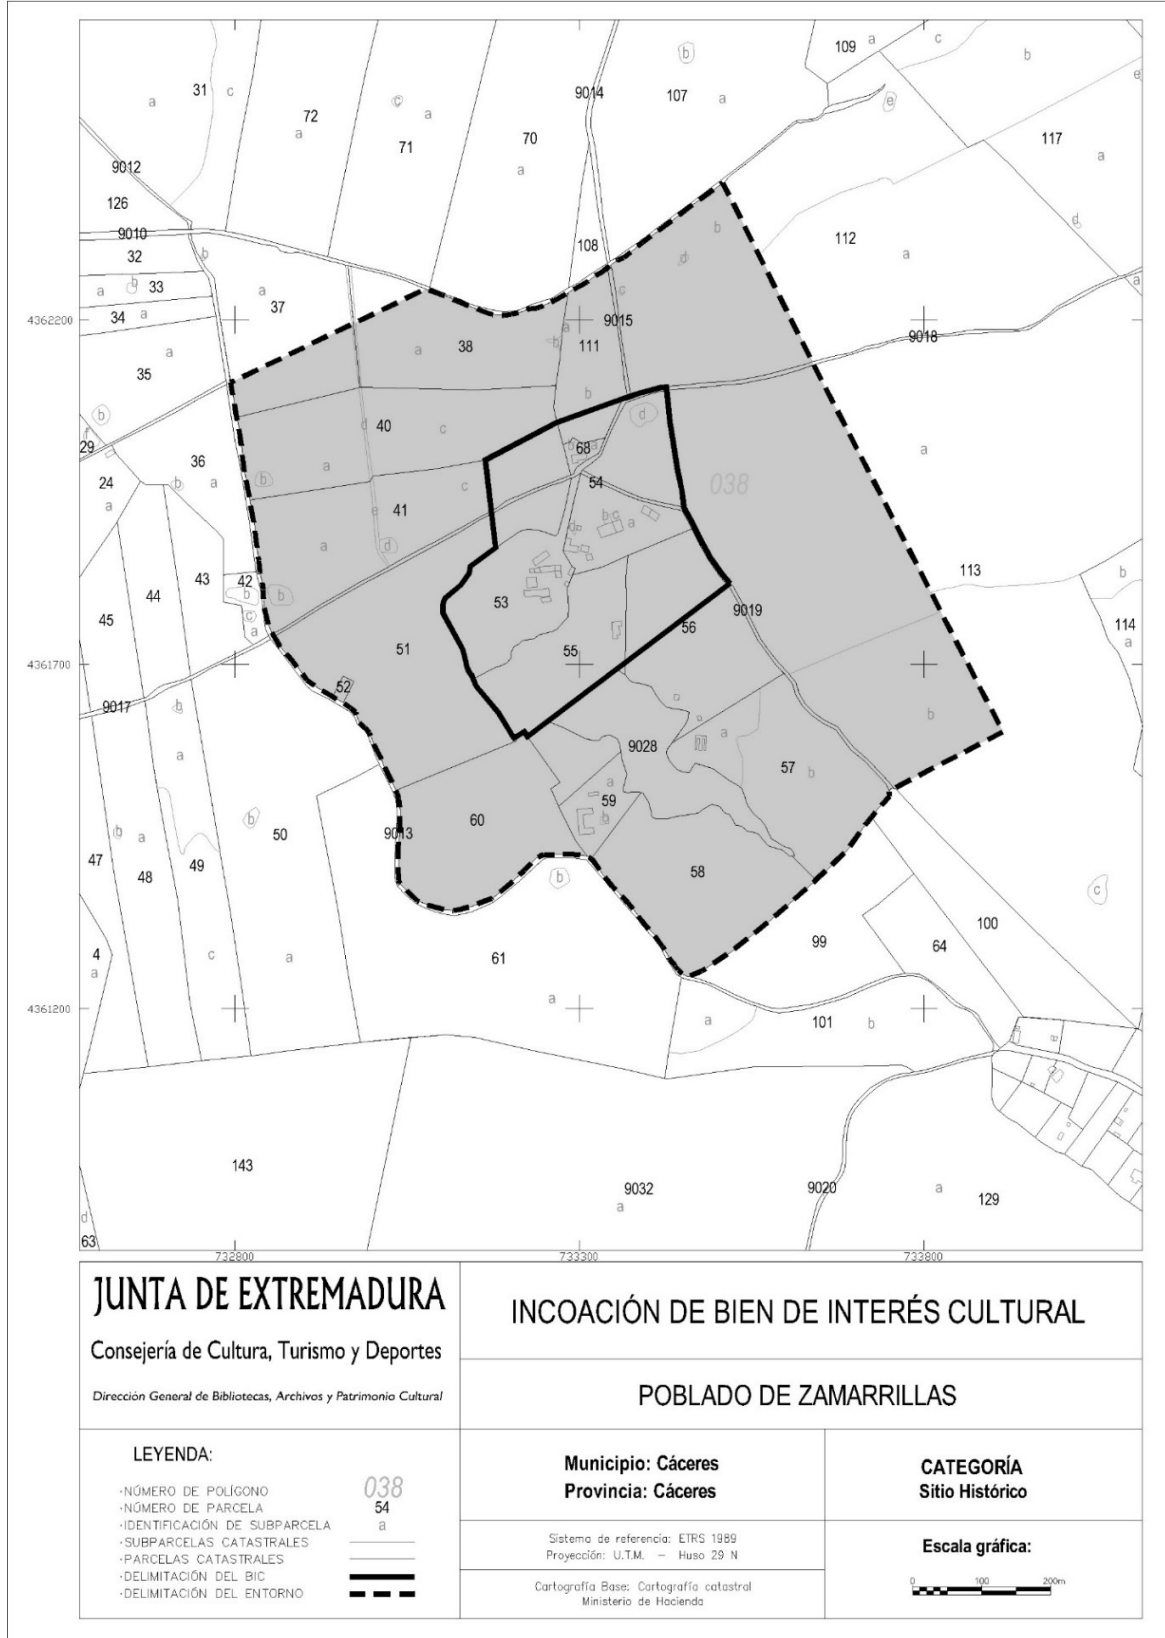 109
a
c
b
b
31
c
a
72
a
c
a
71
70
a
9014
107
a
e
e
117
a
9012
126
9010
32
b
b
33
a
34
a
a
35
a
37
108
b
d
112
a
d
a
4362200
c
9015
a
b
111
38
a
b
9018
b
f
29
24
a
36
b
a
40
d
c
a
b
68
b
a
d
54
038
a
c
41
e
a
d
b
c
d
a
43
42
b
b
c
a
44
45
53
113
b
114
a
9019
56
55
4361700
51
52
9017
b
a
b
a
9028
b
57
b
a
59
b
60
9013
50
b
b
a
47
48
49
58
b
c
100
99
64
4
a
c
a
61
a
4361200
a
101
b
143
9032
a
9020
a
129
d
63
732800
733300
733800
JUNTA DE EXTREMADURA
Consejería de Cultura, Turismo y Deportes
Dirección General de Bibliotecas, Archivos y Patrimonio Cultural
INCOACIÓN DE BIEN DE INTERÉS CULTURAL
POBLADO DE ZAMARRILLAS
LEYENDA:
·NÚMERO DE POLÍGONO 038
·NÚMERO DE PARCELA 54
·IDENTIFICACIÓN DE SUBPARCELA a
·SUBPARCELAS CATASTRALES
·PARCELAS CATASTRALES
·DELIMITACIÓN DEL BIC
·DELIMITACIÓN DEL ENTORNO
Municipio: Cáceres
Provincia: Cáceres
Sistema de referencia: ETRS 1989
Proyección: U.T.M. – Huso 29 N
Cartografía Base: Cartografía catastral
Ministerio de Hacienda
CATEGORÍA
Sitio Histórico
Escala gráfica:
0 100 200m